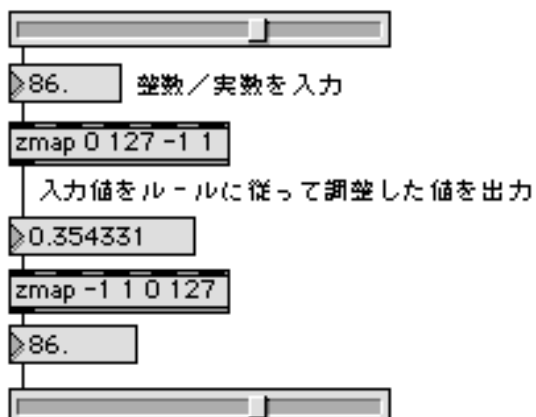 86.
整数／実数を入力
zmap 0 127 -1 1
入力値をルールに従って調整した値を出力
0.354331
zmap -1 1 0 127
86.